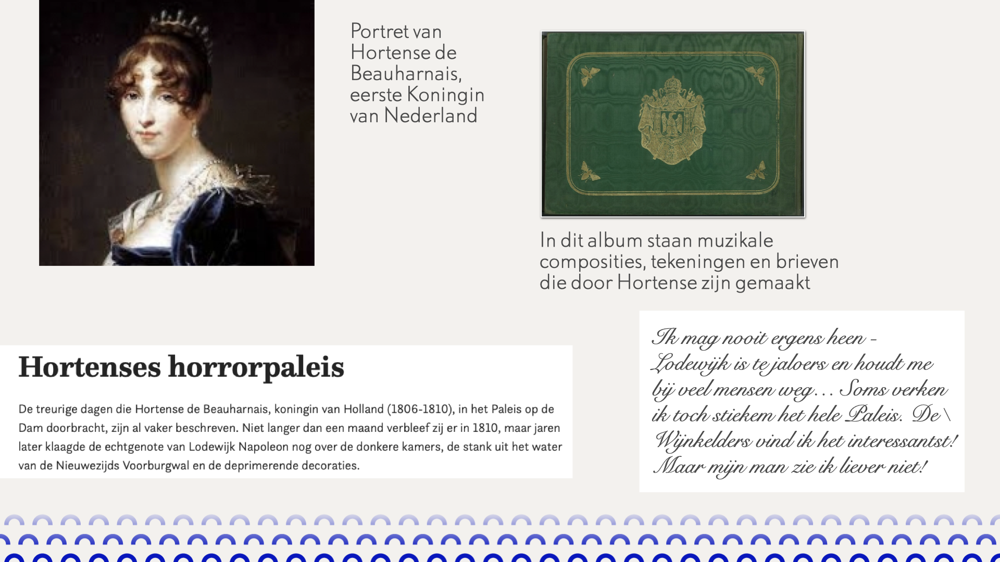 Portret van
Hortense de
Beauharnais,
eerste Koningin
van Nederland
In dit album staan muzikale
composities, tekeningen en brieven
die door Hortense zijn gemaakt
Hortenses horrorpaleis
De treurige dagen die Hortense de Beauharnais, koningin van Holland (1806-1810), in het Paleis op de
Dam doorbracht, zijn al vaker beschreven. Niet langer dan een maand verbleef zij er in 1810, maar jaren
later klaagde de echtgenote van Lodewijk Napoleon nog over de donkere kamers, de stank uit het water
van de Nieuwezijds Voorburgwal en de deprimerende decoraties.
Ik mag nooit ergens heen -
Lodewijk is te jaloers en houdt me
bij veel mensen weg… Soms verken
ik toch stiekem het hele Paleis. De\
Wijnkelders vind ik het interessantst!
Maar mijn man zie ik liever niet!